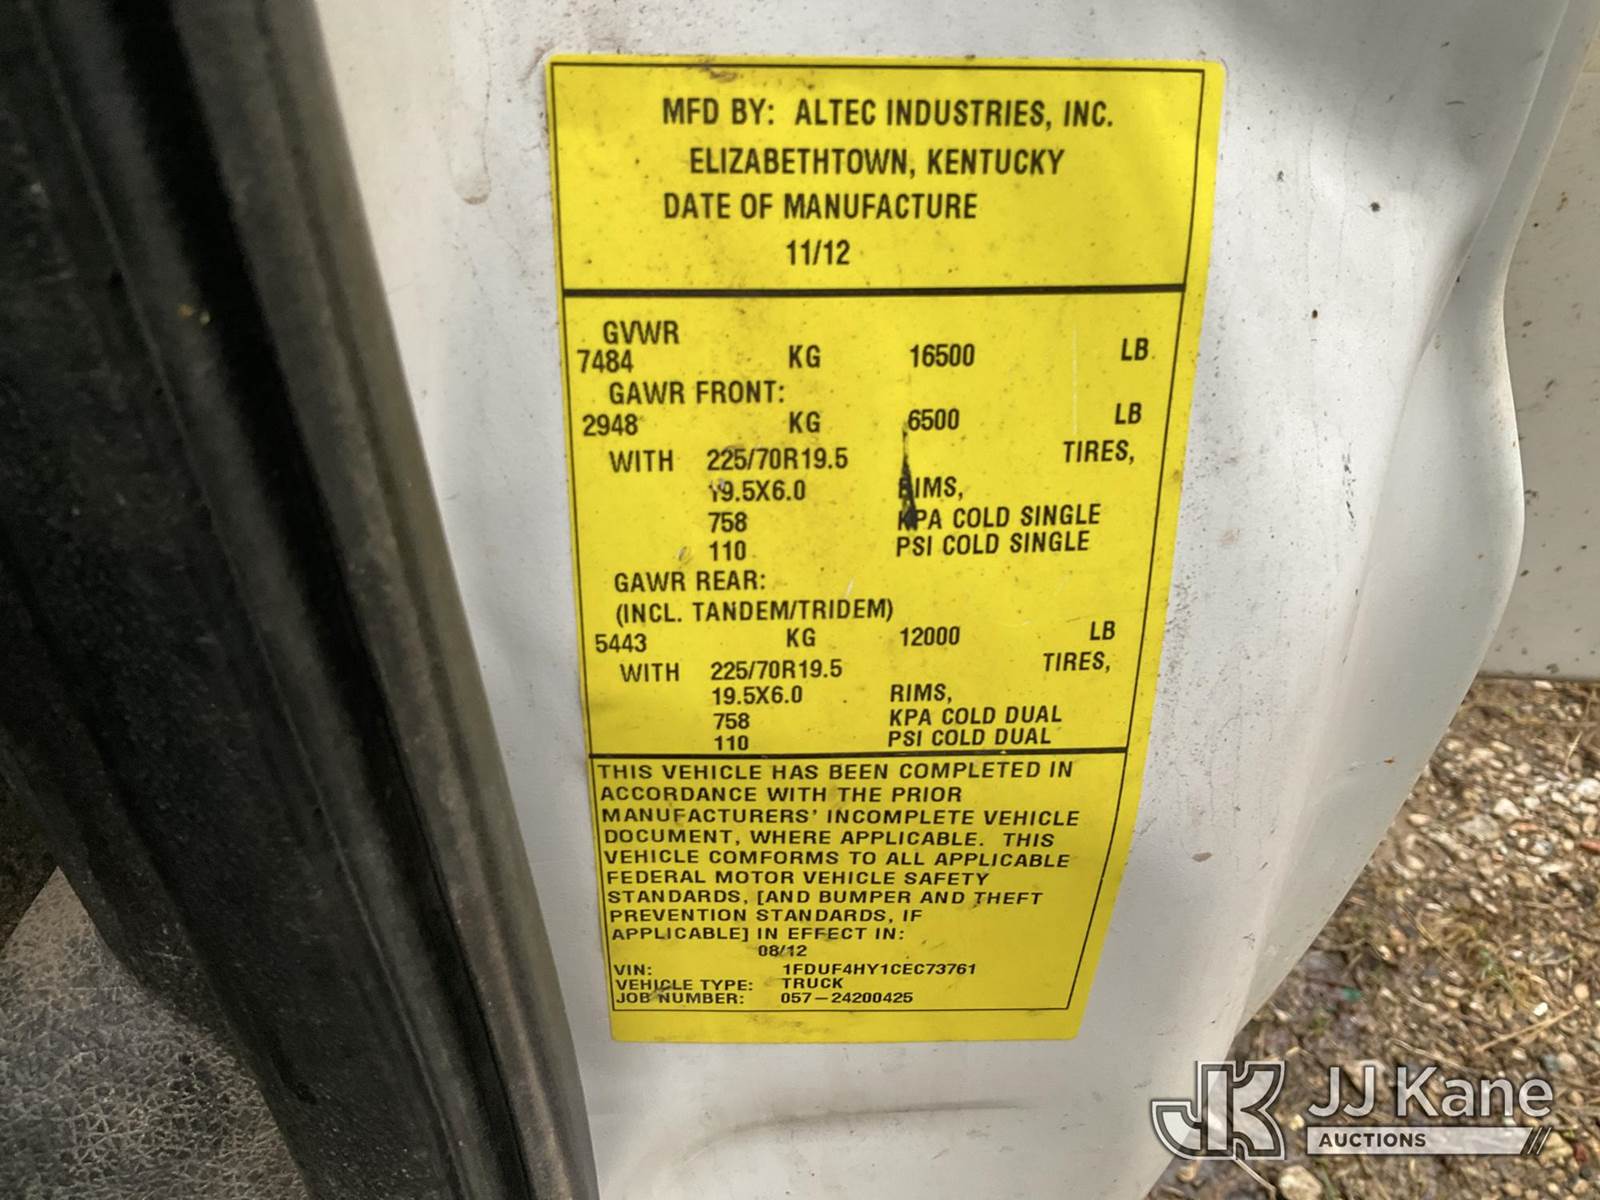 MFD BY: ALTEC INDUSTRIES, INC.
ELIZABETHTOWN, KENTUCKY
DATE OF MANUFACTURE
11/12
GVWR
7484 KG 16500 LB
GAWR FRONT:
2948 KG 6500 LB
WITH 225/70R19.5 TIRES,
19.5X6.0 RIMS,
758 KPA COLD SINGLE
110 PSI COLD SINGLE
GAWR REAR:
(INCL. TANDEM/TRIDEM)
5443 KG 12000 LB
WITH 225/70R19.5 TIRES,
19.5X6.0 RIMS,
758 KPA COLD DUAL
110 PSI COLD DUAL
THIS VEHICLE HAS BEEN COMPLETED IN
ACCORDANCE WITH THE PRIOR
MANUFACTURERS' INCOMPLETE VEHICLE
DOCUMENT, WHERE APPLICABLE. THIS
VEHICLE COMFORMS TO ALL APPLICABLE
FEDERAL MOTOR VEHICLE SAFETY
STANDARDS, [AND BUMPER AND THEFT
PREVENTION STANDARDS, IF
APPLICABLE] IN EFFECT IN:
08/12
VIN: 1FDUF4HY1CEC73761
VEHICLE TYPE: TRUCK
JOB NUMBER: 057-24200425
JK JJ Kane
AUCTIONS